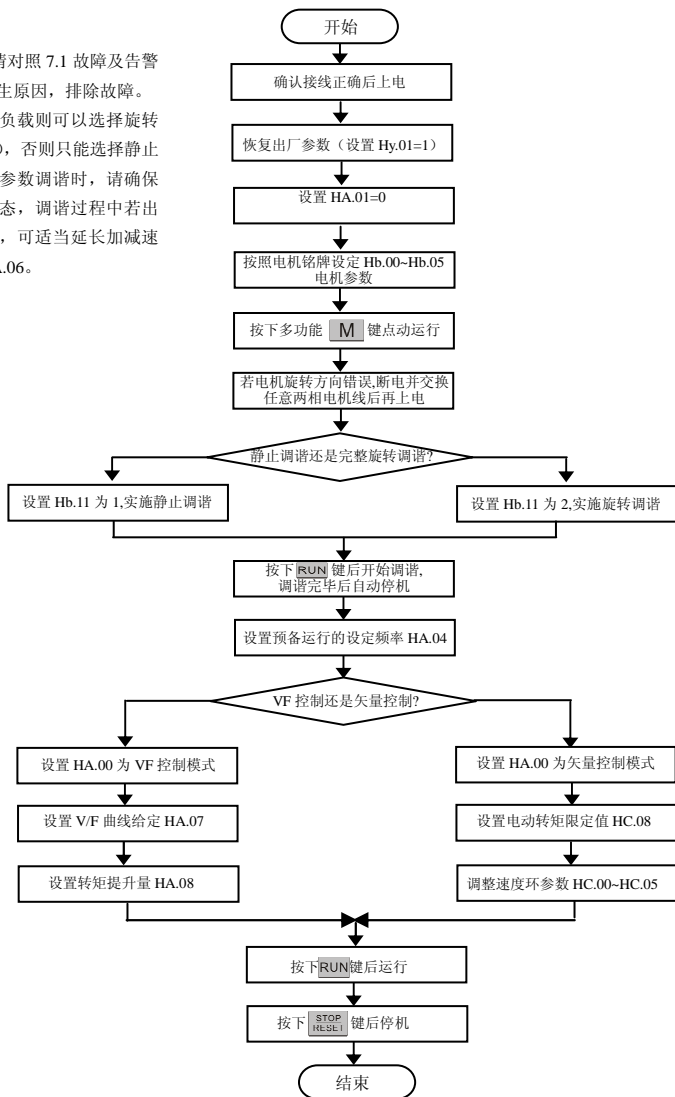 开始
请对照 7.1 故障及告警
生原因，排除故障。
负载则可以选择旋转
，否则只能选择静止
参数调谐时，请确保
态，调谐过程中若出
，可适当延长加减速
.06。
确认接线正确后上电
恢复出厂参数（设置 Hy.01=1）
设置 HA.01=0
按照电机铭牌设定 Hb.00~Hb.05
电机参数
按下多功能 M 键点动运行
若电机旋转方向错误,断电并交换
任意两相电机线后再上电
静止调谐还是完整旋转调谐?
设置 Hb.11 为 1,实施静止调谐
设置 Hb.11 为 2,实施旋转调谐
按下 RUN 键后开始调谐,
调谐完毕后自动停机
设置预备运行的设定频率 HA.04
VF 控制还是矢量控制?
设置 HA.00 为 VF 控制模式
设置 HA.00 为矢量控制模式
设置 V/F 曲线给定 HA.07
设置电动转矩限定值 HC.08
设置转矩提升量 HA.08
调整速度环参数 HC.00~HC.05
按下RUN键后运行
按下 STOP
RESET 键后停机
结束